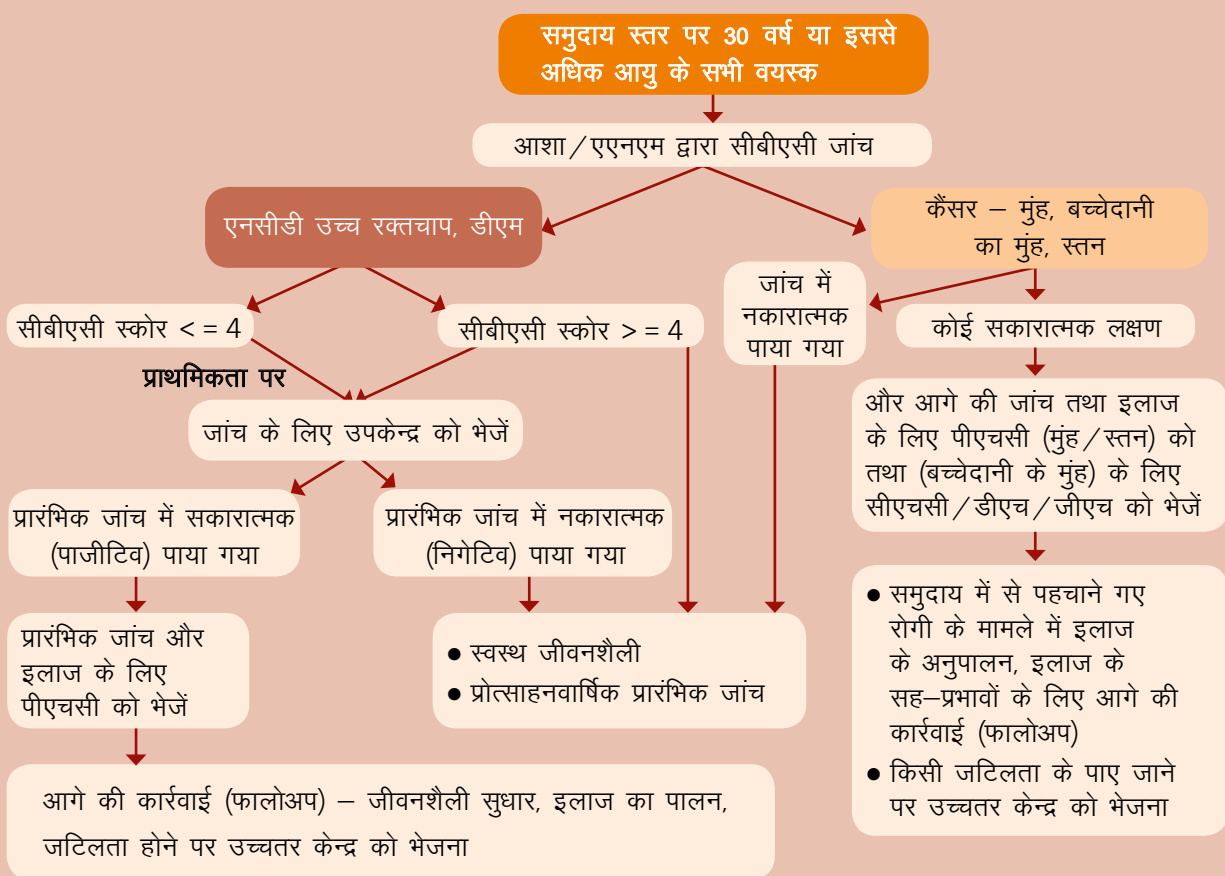 समुदाय स्तर पर 30 वर्ष या इससे
अधिक आयु के सभी वयस्क
आशा/एएनएम द्वारा सीबीएसी जांच
एनसीडी उच्च रक्तचाप, डीएम
कैंसर – मुंह, बच्चेदानी
का मुंह, स्तन
सीबीएसी स्कोर < = 4
सीबीएसी स्कोर > = 4
जांच में
नकारात्मक
पाया गया
कोई सकारात्मक लक्षण
प्राथमिकता पर
जांच के लिए उपकेन्द्र को भेजें
और आगे की जांच तथा इलाज
के लिए पीएचसी (मुंह/स्तन) को
तथा (बच्चेदानी के मुंह) के लिए
सीएचसी/डीएच/जीएच को भेजें
प्रारंभिक जांच में सकारात्मक
(पाजीटिव) पाया गया
प्रारंभिक जांच में नकारात्मक
(निगेटिव) पाया गया
प्रारंभिक जांच और
इलाज के लिए
पीएचसी को भेजें
● स्वस्थ जीवनशैली
● प्रोत्साहनवार्षिक प्रारंभिक जांच
● समुदाय में से पहचाने गए
रोगी के मामले में इलाज
के अनुपालन, इलाज के
सह–प्रभावों के लिए आगे की
कार्रवाई (फालोअप)
● किसी जटिलता के पाए जाने
पर उच्चतर केन्द्र को भेजना
आगे की कार्रवाई (फालोअप) – जीवनशैली सुधार, इलाज का पालन,
जटिलता होने पर उच्चतर केन्द्र को भेजना